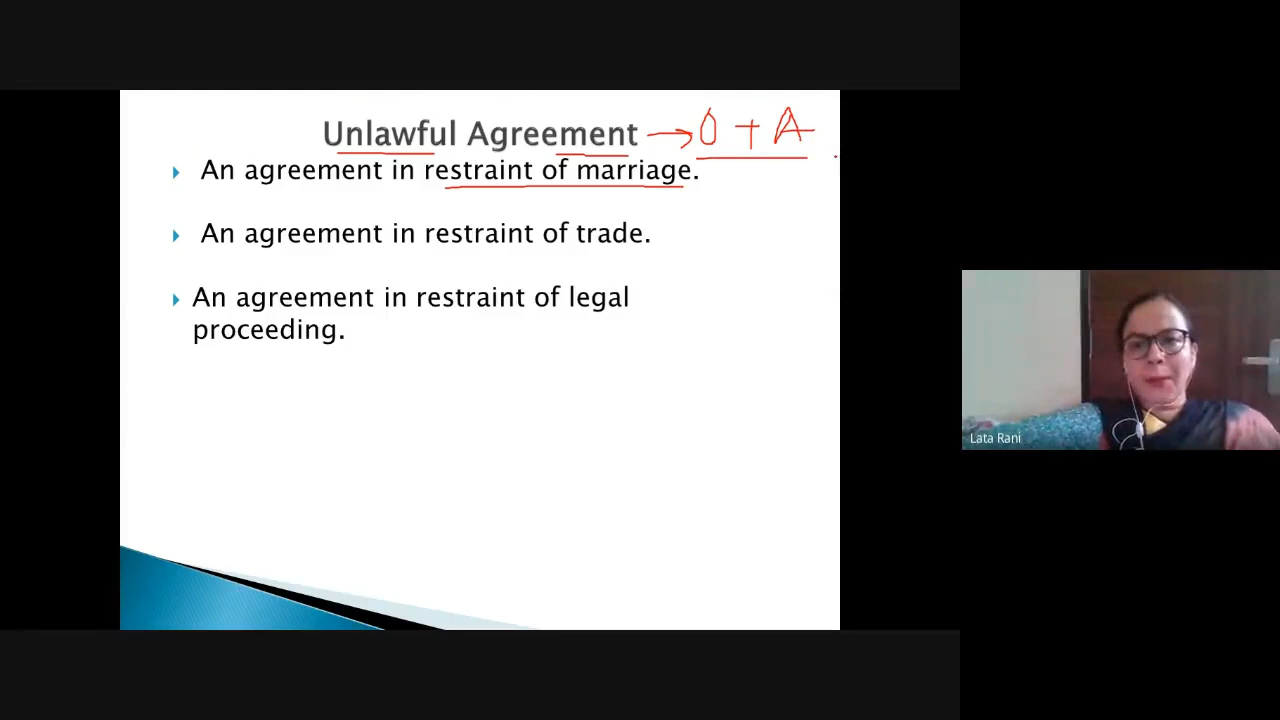 Unlawful Agreement → O + A
An agreement in restraint of marriage.
An agreement in restraint of trade.
An agreement in restraint of legal
proceeding.
Lata Rani